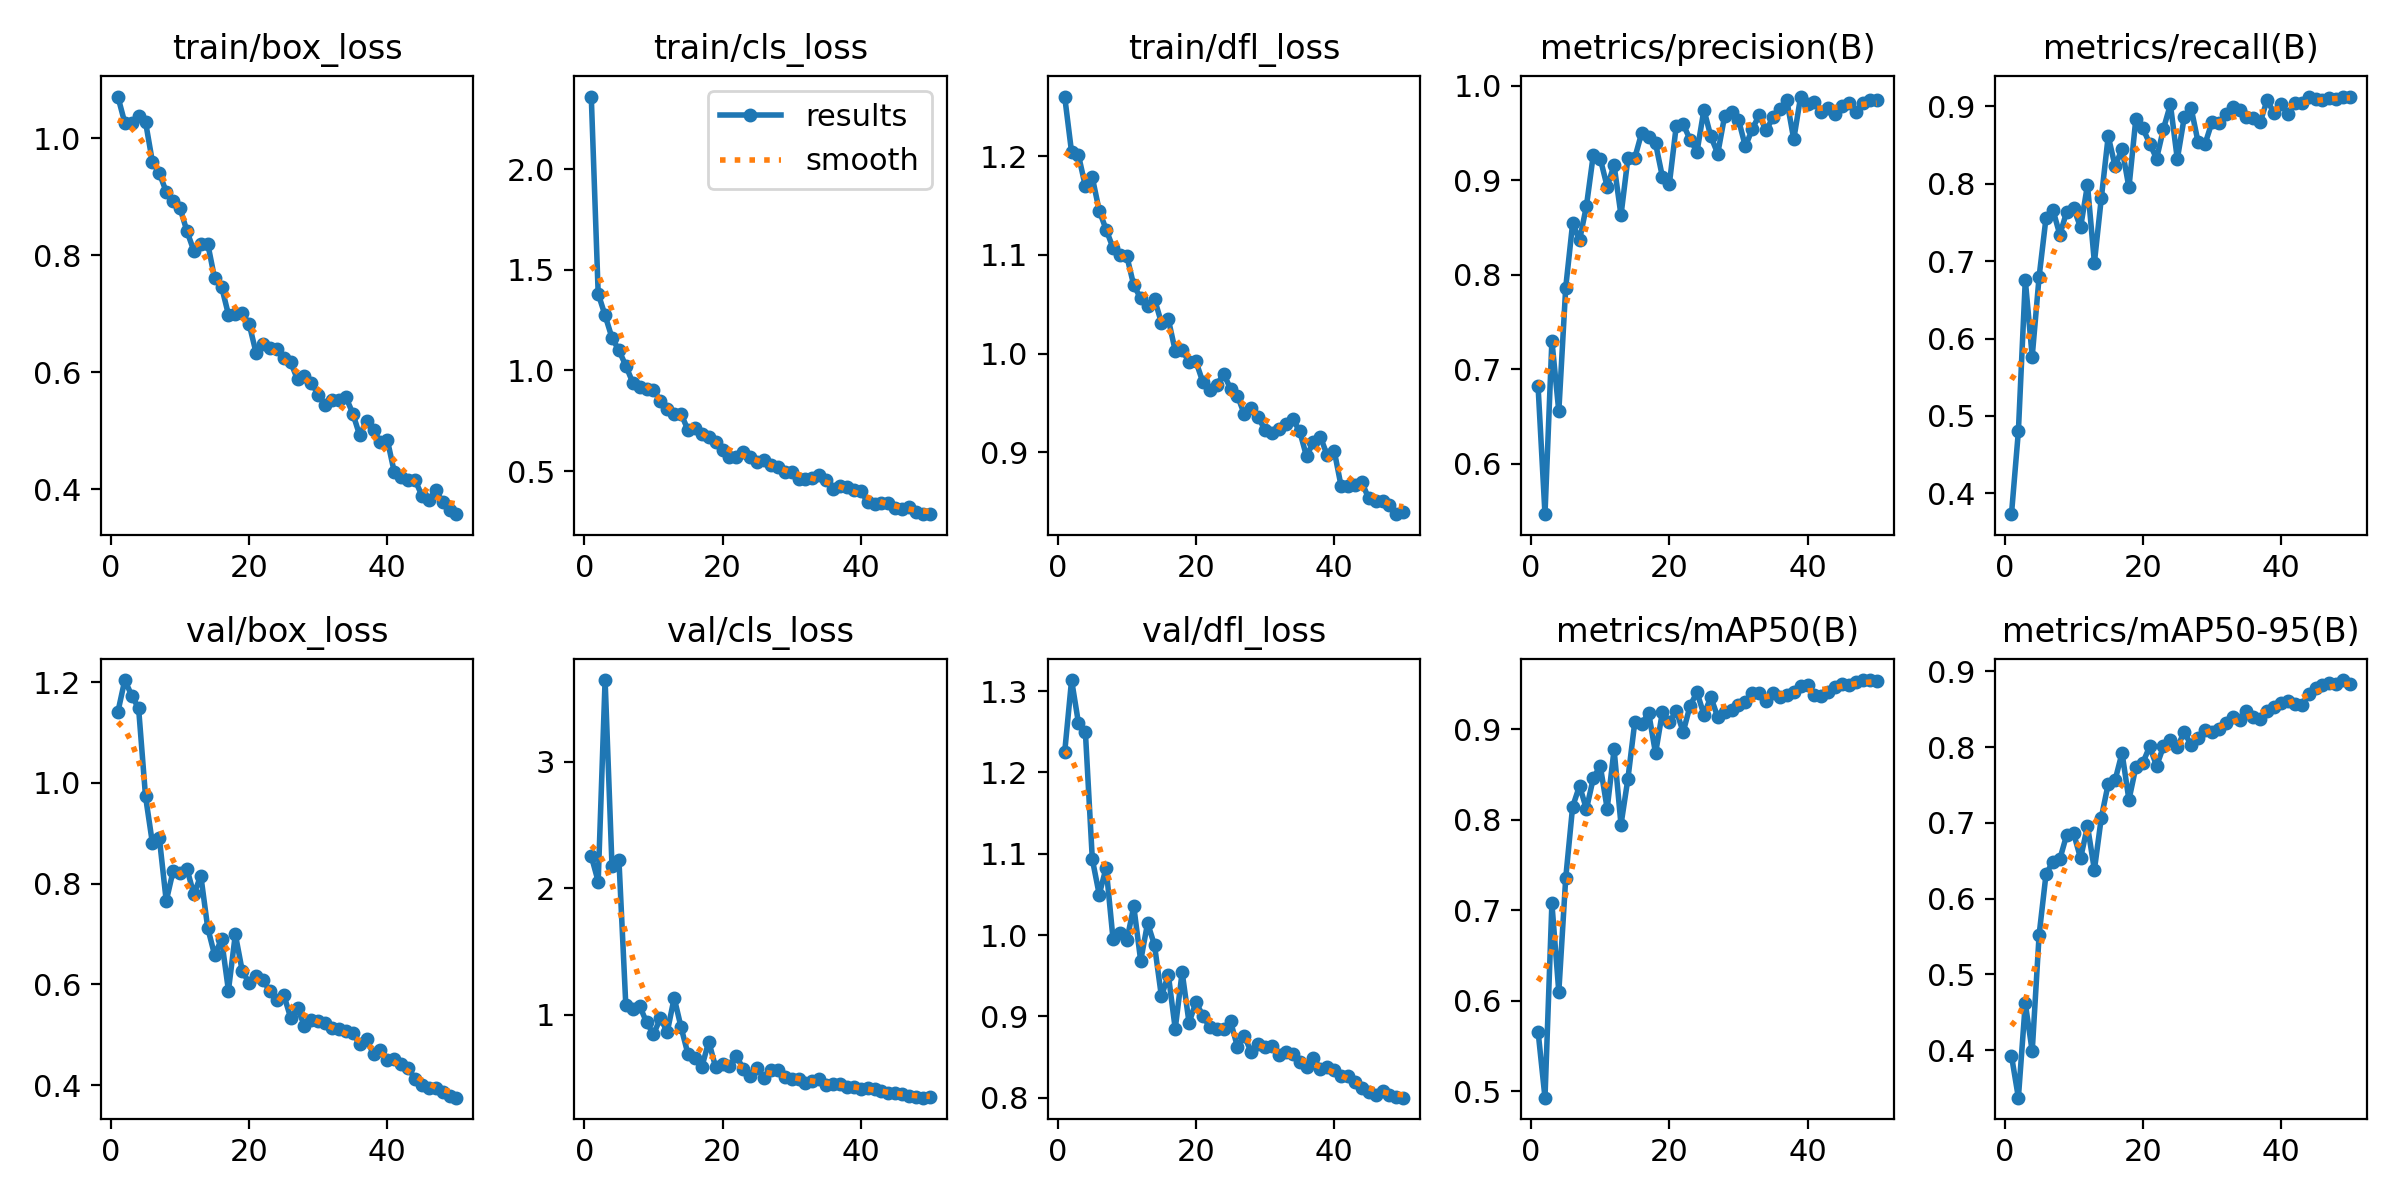 train/box_loss
1.0
0.8
0.6
0.4
0 20 40
train/cls_loss
results
smooth
2.0
1.5
1.0
0.5
0 20 40
train/dfl_loss
1.2
1.1
1.0
0.9
0 20 40
metrics/precision(B)
1.0
0.9
0.8
0.7
0.6
0 20 40
metrics/recall(B)
0.9
0.8
0.7
0.6
0.5
0.4
0 20 40
val/box_loss
1.2
1.0
0.8
0.6
0.4
0 20 40
val/cls_loss
3
2
1
0 20 40
val/dfl_loss
1.3
1.2
1.1
1.0
0.9
0.8
0 20 40
metrics/mAP50(B)
0.9
0.8
0.7
0.6
0.5
0 20 40
metrics/mAP50-95(B)
0.9
0.8
0.7
0.6
0.5
0.4
0 20 40